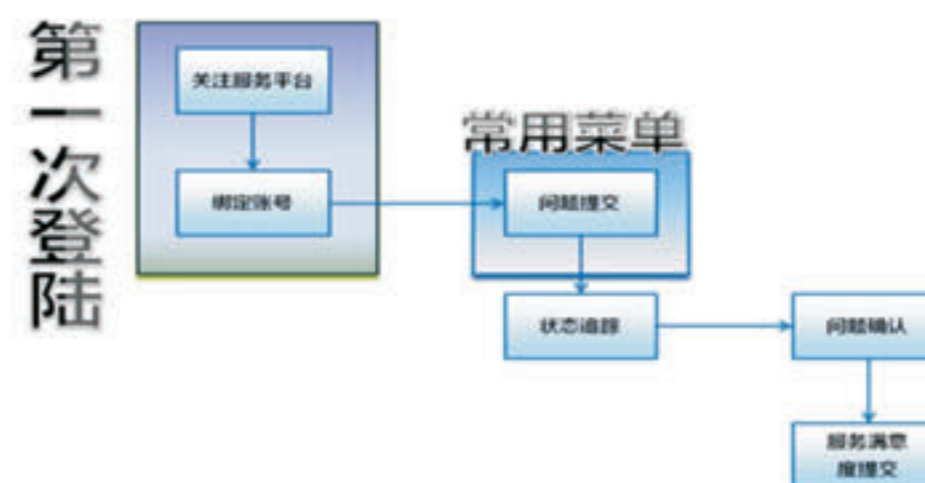 第一次登陆
关注服务平台
绑定账号
常用菜单
问题提交
状态追踪
问题确认
服务满意
度提交